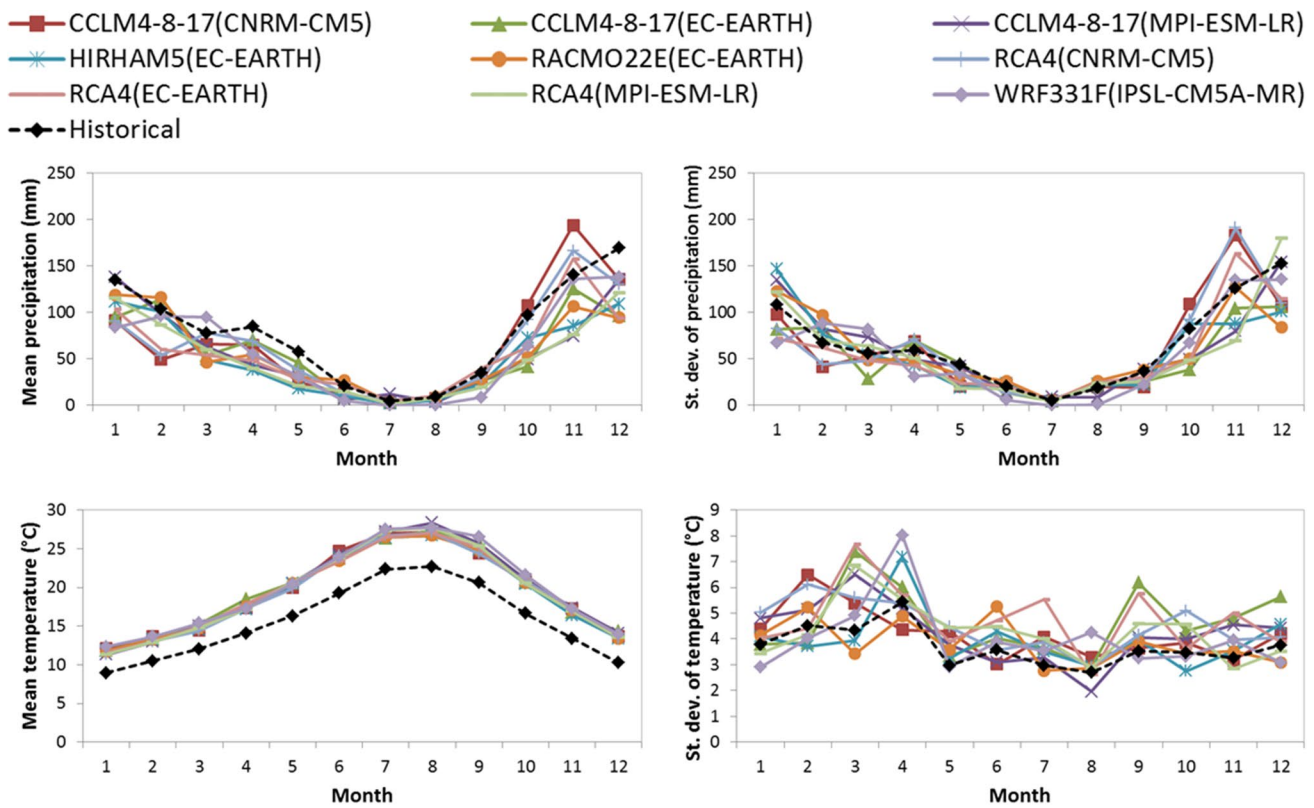 CCLM4-8-17(CNRM-CM5) CCLM4-8-17(EC-EARTH) CCLM4-8-17(MPI-ESM-LR)
HIRHAM5(EC-EARTH) RACMO22E(EC-EARTH) RCA4(CNRM-CM5)
RCA4(EC-EARTH) RCA4(MPI-ESM-LR) WRF331F(IPSL-CM5A-MR)
Historical
Mean precipitation (mm)
250
200
150
100
50
0
1 2 3 4 5 6 7 8 9 10 11 12
Month
St. dev. of precipitation (mm)
250
200
150
100
50
0
1 2 3 4 5 6 7 8 9 10 11 12
Month
Mean temperature (°C)
30
25
20
15
10
5
0
1 2 3 4 5 6 7 8 9 10 11 12
Month
St. dev. of temperature (°C)
9
8
7
6
5
4
3
2
1
0
1 2 3 4 5 6 7 8 9 10 11 12
Month